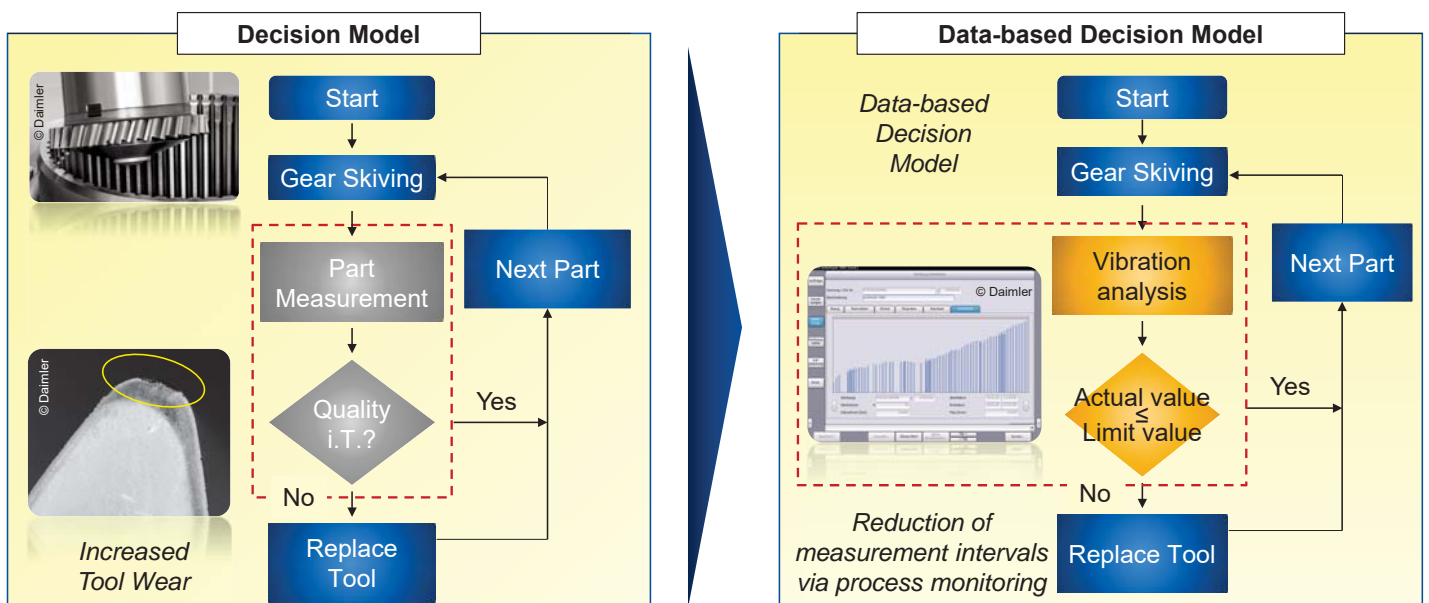 Decision Model
© Daimler
Start
Gear Skiving
Part
Measurement
Next Part
© Daimler
Quality
i.T.?
Yes
No
Increased
Tool Wear
Replace
Tool
Data-based Decision Model
Data-based
Decision
Model
Start
Gear Skiving
© Daimler
Vibration
analysis
Next Part
Actual value
≤
Limit value
Yes
No
Reduction of
measurement intervals
via process monitoring
Replace Tool